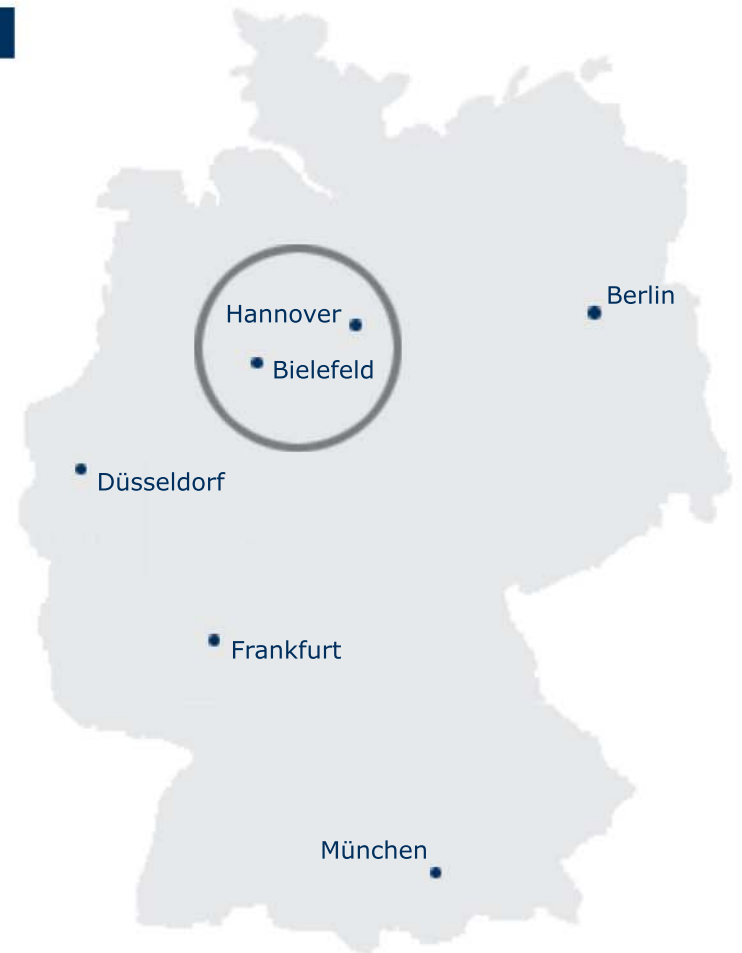 Berlin
Hannover
Bielefeld
Düsseldorf
Frankfurt
München